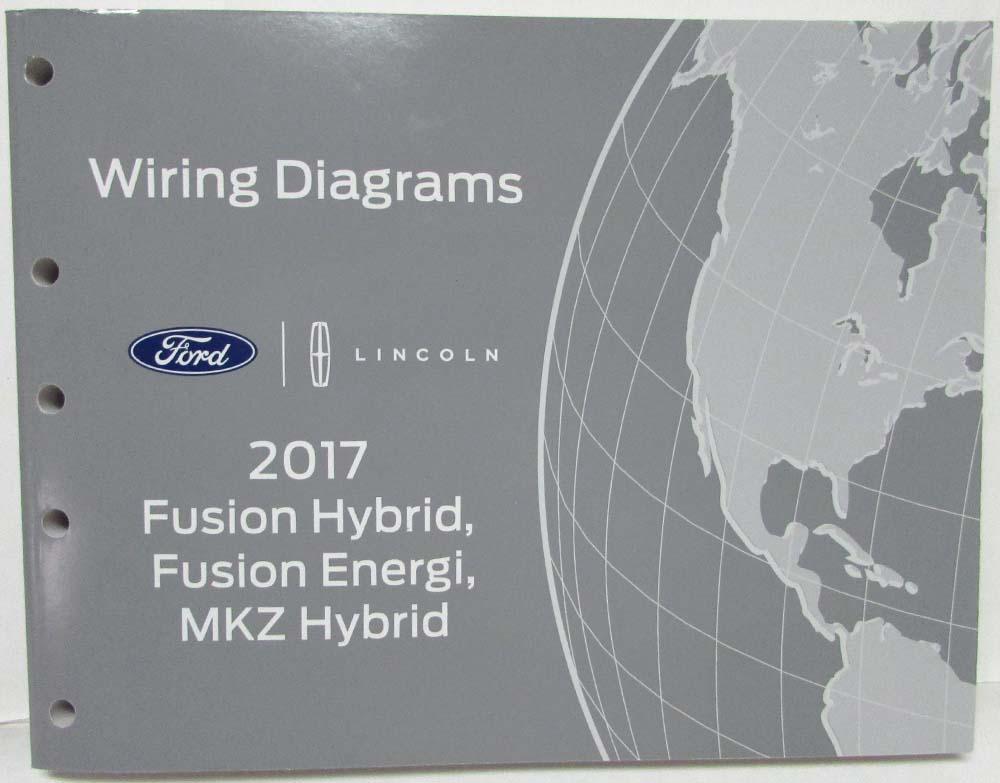 Wiring Diagrams
Ford LINCOLN
2017
Fusion Hybrid,
Fusion Energi,
MKZ Hybrid